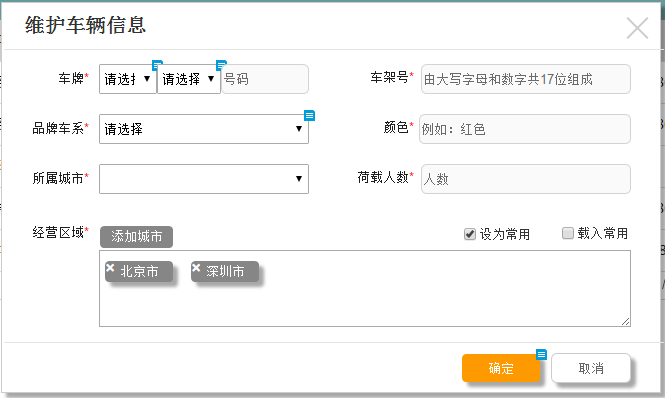 维护车辆信息
车牌* 请选择 请选择 号码 车架号* 由大写字母和数字共17位组成
品牌车系* 请选择 颜色* 例如：红色
所属城市* 荷载人数* 人数
经营区域* 添加城市 设为常用 载入常用
北京市 深圳市
确定 取消